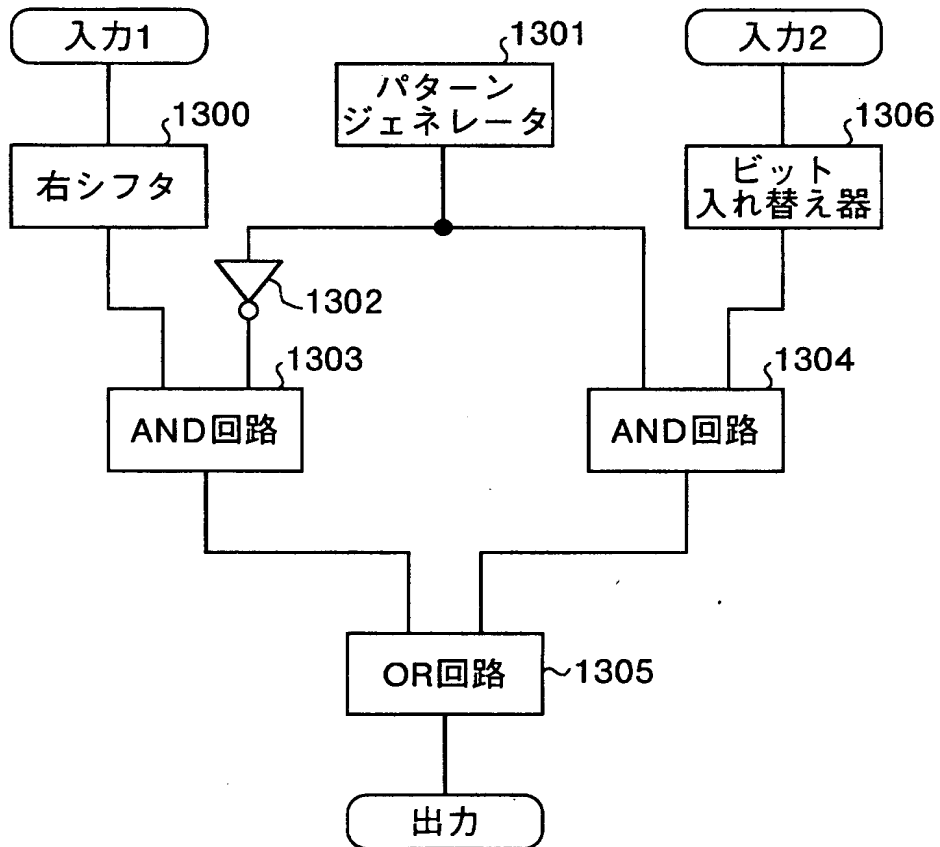 入力1
1301
入力2
パターン
ジェネレータ
1300
1306
右シフタ
ビット
入れ替え器
1302
1303
1304
AND回路
AND回路
OR回路
1305
出力